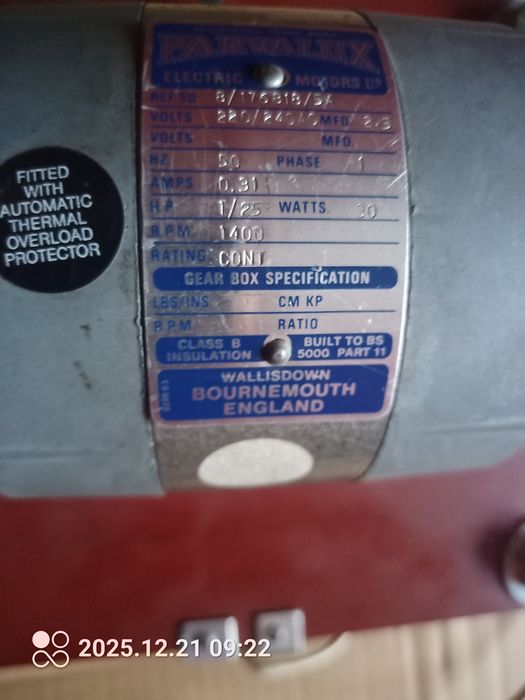 PARVALUX
ELECTRIC MOTORS LTD
REF SD 8/176818/5A
VOLTS 220/240AC MFD 2.5
VOLTS MFD.
HZ 50 PHASE 1
AMPS 0.31
H.P. 1/25 WATTS 30
R.P.M 1400
RATING CONT
GEAR BOX SPECIFICATION
LBS/INS CM KP
R.P.M RATIO
CLASS B INSULATION
BUILT TO BS 5000 PART 11
WALLISDOWN
BOURNEMOUTH
ENGLAND
FITTED
WITH
AUTOMATIC
THERMAL
OVERLOAD
PROTECTOR
2025.12.21 09:22